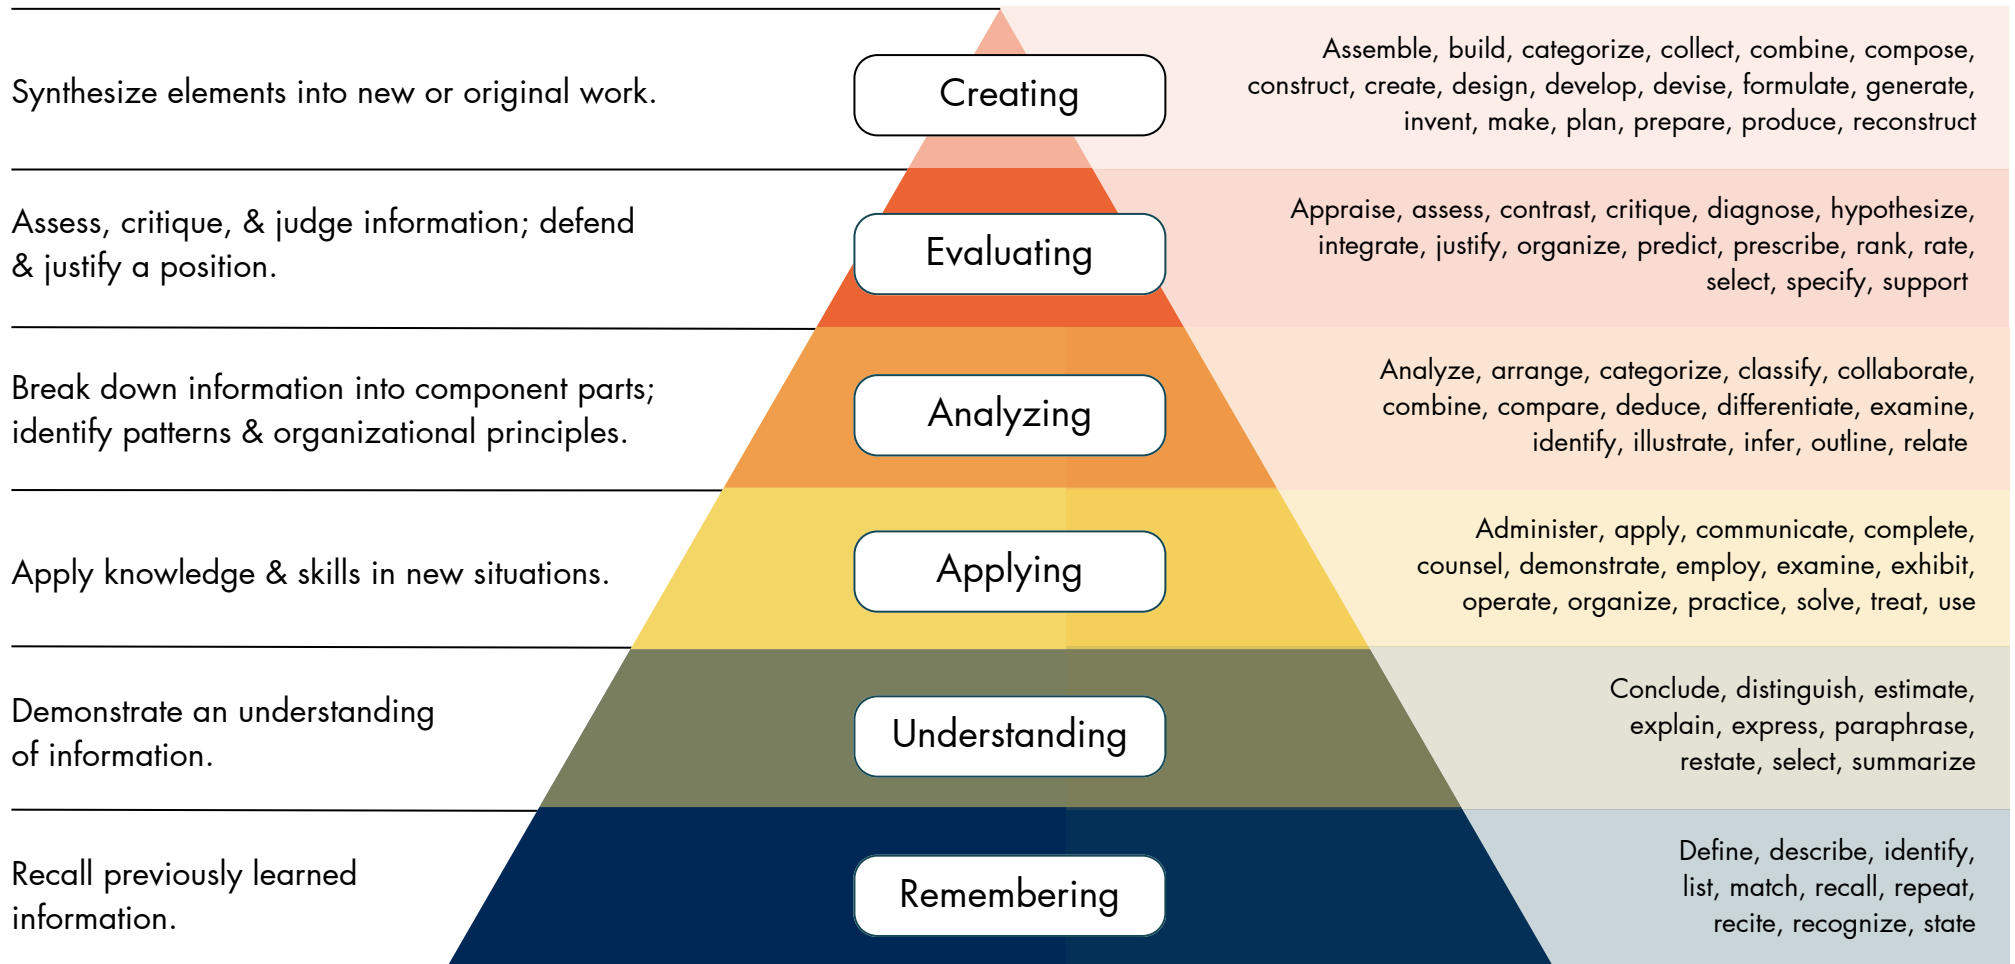 Synthesize elements into new or original work.
Creating
Assemble, build, categorize, collect, combine, compose,
construct, create, design, develop, devise, formulate, generate,
invent, make, plan, prepare, produce, reconstruct
Assess, critique, & judge information; defend
& justify a position.
Evaluating
Appraise, assess, contrast, critique, diagnose, hypothesize,
integrate, justify, organize, predict, prescribe, rank, rate,
select, specify, support
Break down information into component parts;
identify patterns & organizational principles.
Analyzing
Analyze, arrange, categorize, classify, collaborate,
combine, compare, deduce, differentiate, examine,
identify, illustrate, infer, outline, relate
Apply knowledge & skills in new situations.
Applying
Administer, apply, communicate, complete,
counsel, demonstrate, employ, examine, exhibit,
operate, organize, practice, solve, treat, use
Demonstrate an understanding
of information.
Understanding
Conclude, distinguish, estimate,
explain, express, paraphrase,
restate, select, summarize
Recall previously learned
information.
Remembering
Define, describe, identify,
list, match, recall, repeat,
recite, recognize, state